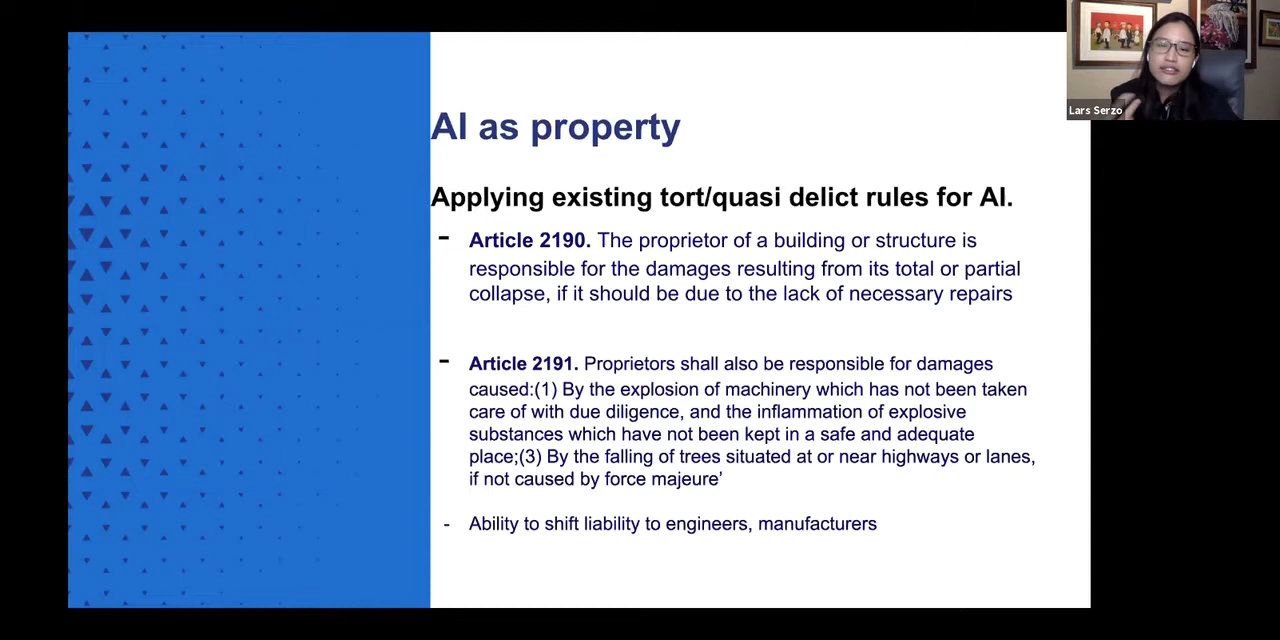 AI as property
Applying existing tort/quasi delict rules for AI.
- Article 2190. The proprietor of a building or structure is
responsible for the damages resulting from its total or partial
collapse, if it should be due to the lack of necessary repairs
- Article 2191. Proprietors shall also be responsible for damages
caused:(1) By the explosion of machinery which has not been taken
care of with due diligence, and the inflammation of explosive
substances which have not been kept in a safe and adequate
place;(3) By the falling of trees situated at or near highways or lanes,
if not caused by force majeure’
- Ability to shift liability to engineers, manufacturers
Lars Serzo